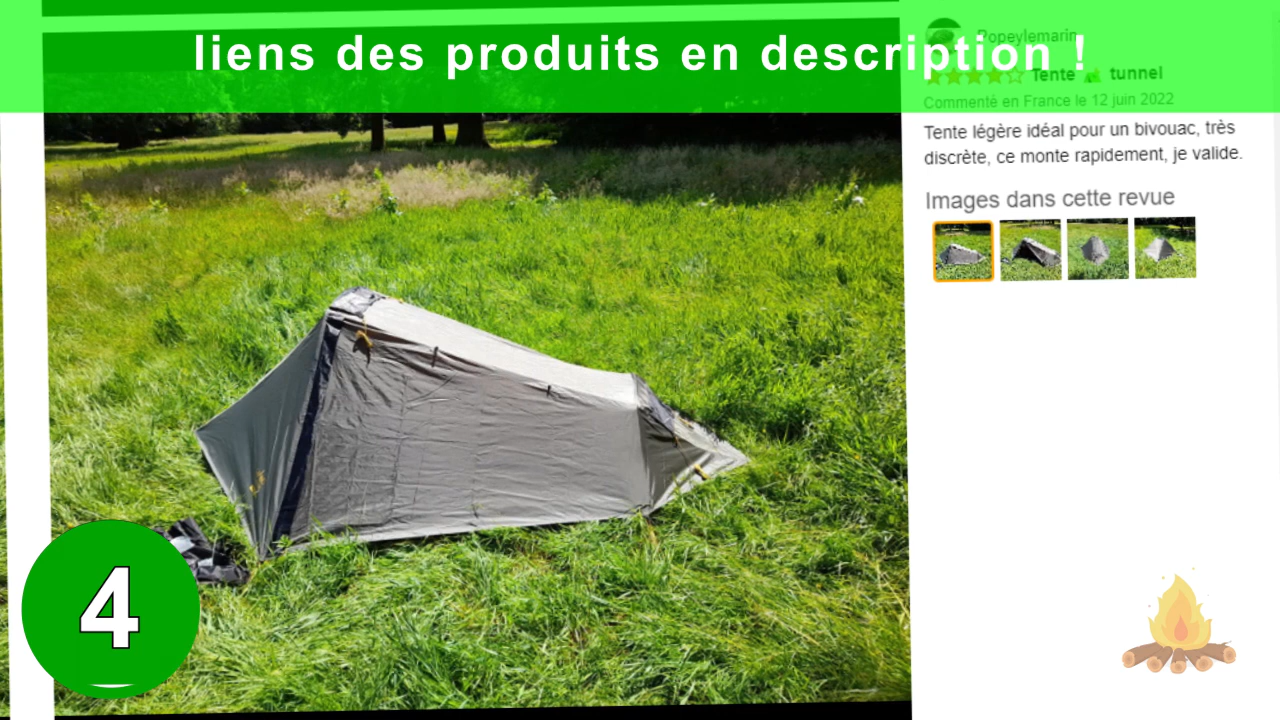 liens des produits en description !
Popeylemarin
Tente tunnel
Commenté en France le 12 juin 2022
Tente légère idéal pour un bivouac, très
discrète, ce monte rapidement, je valide.
Images dans cette revue
4